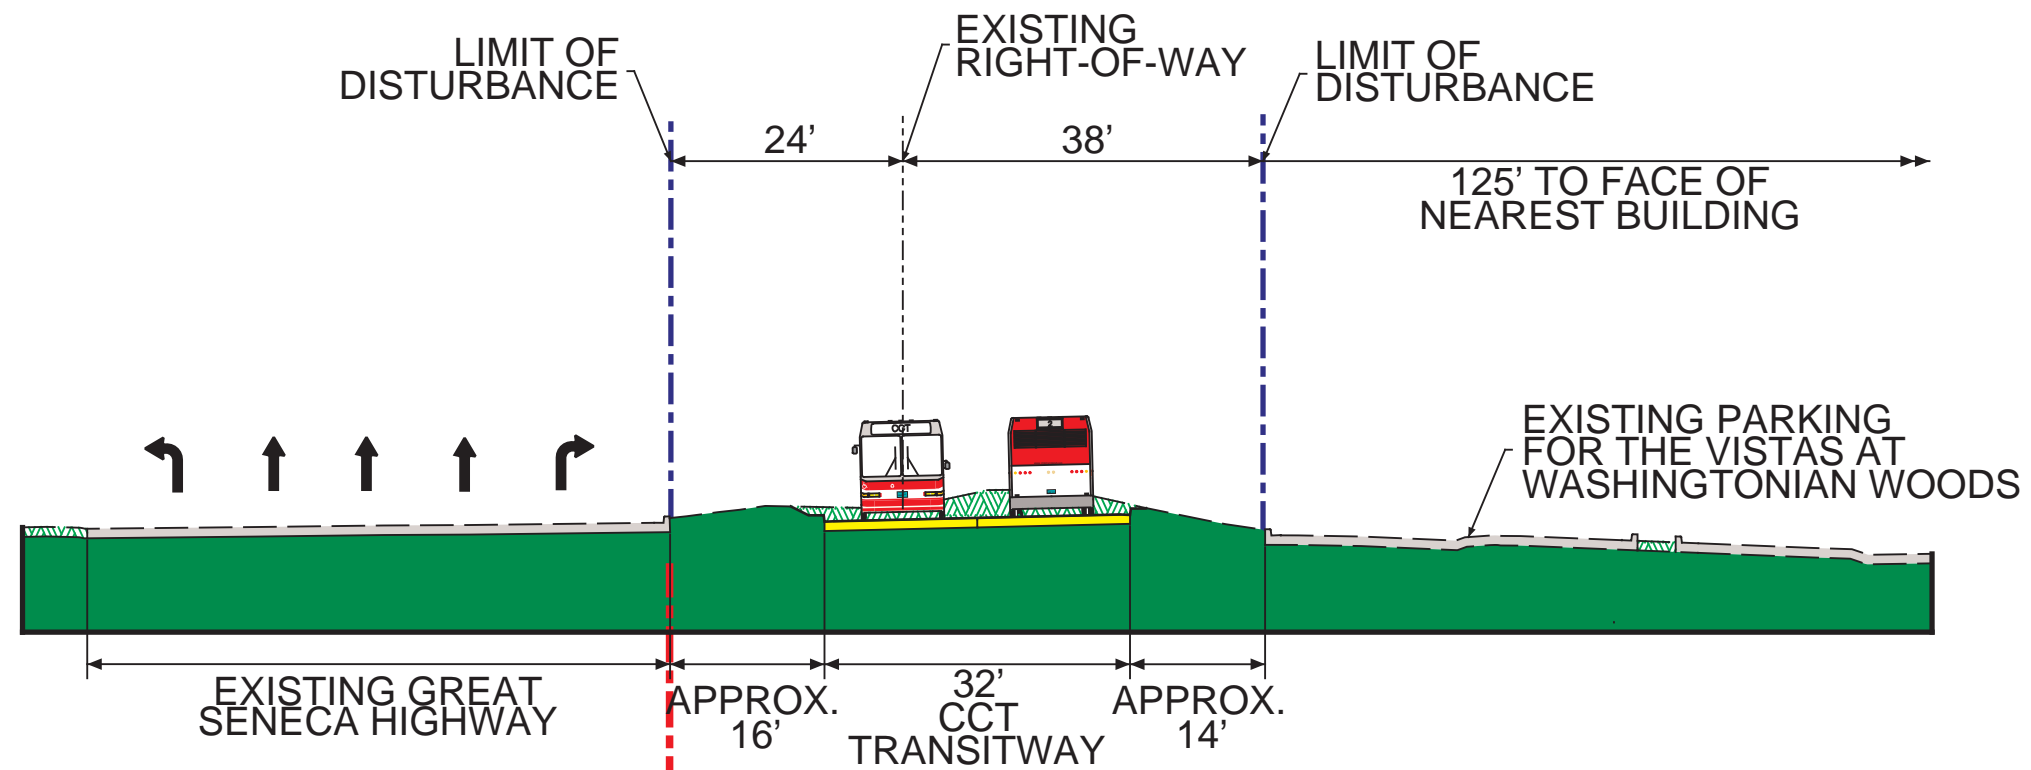 LIMIT OF
DISTURBANCE
EXISTING
RIGHT-OF-WAY
LIMIT OF
DISTURBANCE
24’
38’
125’ TO FACE OF
NEAREST BUILDING
CCT
2
EXISTING PARKING
FOR THE VISTAS AT
WASHINGTONIAN WOODS
EXISTING GREAT
SENECA HIGHWAY
APPROX.
16’
32’
CCT
TRANSITWAY
APPROX.
14’